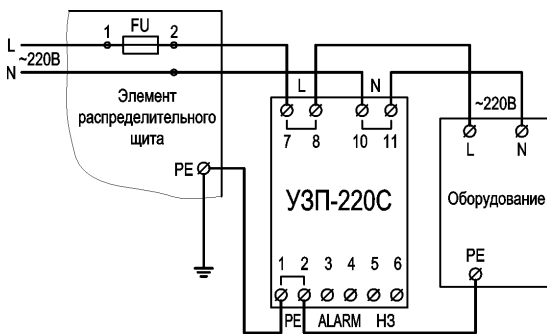 1 FU 2
L
~220В
N
Элемент
распределительного
щита
PE
L N
7 8 10 11
УЗП-220С
1 2 3 4 5 6
PE ALARM НЗ
~220В
L N
Оборудование
PE